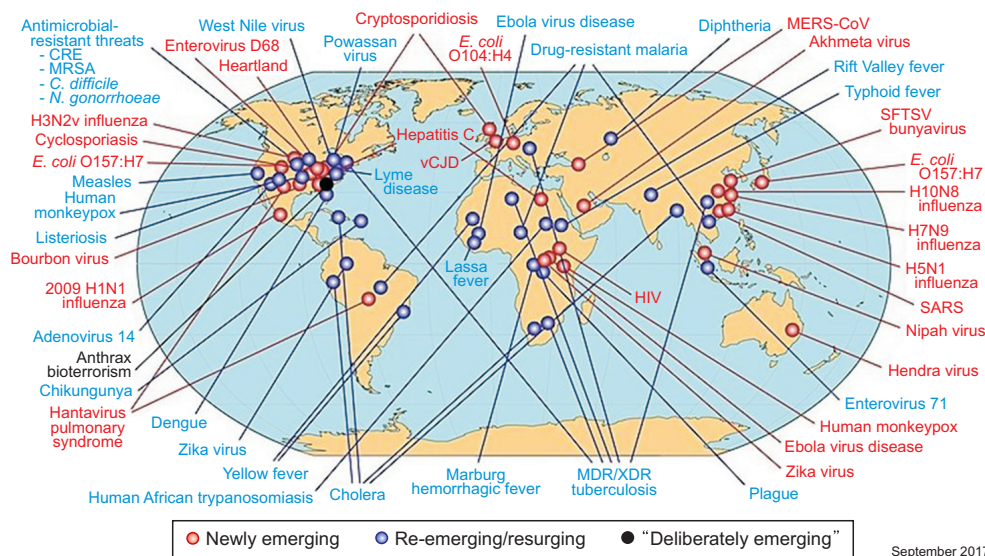 Antimicrobial-
resistant threats
- CRE
- MRSA
- C. difficile
- N. gonorrhoeae
West Nile virus
Enterovirus D68
Heartland
Cryptosporidiosis
Powassan
virus
E. coli
O104:H4
Ebola virus disease
Drug-resistant malaria
Diphtheria
MERS-CoV
Akhmeta virus
Rift Valley fever
Typhoid fever
SFTSV
bunyavirus
H3N2v influenza
Cyclosporiasis
E. coli O157:H7
Measles
Human
monkeypox
Listeriosis
Bourbon virus
2009 H1N1
influenza
Adenovirus 14
Anthrax
bioterrorism
Chikungunya
Hantavirus
pulmonary
syndrome
Hepatitis C
vCJD
Lyme
disease
Lassa
fever
HIV
E. coli
O157:H7
H10N8
influenza
H7N9
influenza
H5N1
influenza
SARS
Nipah virus
Hendra virus
Enterovirus 71
Human monkeypox
Ebola virus disease
Zika virus
Plague
Dengue
Zika virus
Yellow fever
Human African trypanosomiasis
Cholera
Marburg
hemorrhagic fever
MDR/XDR
tuberculosis
Newly emerging
Re-emerging/resurging
“Deliberately emerging”
September 2017